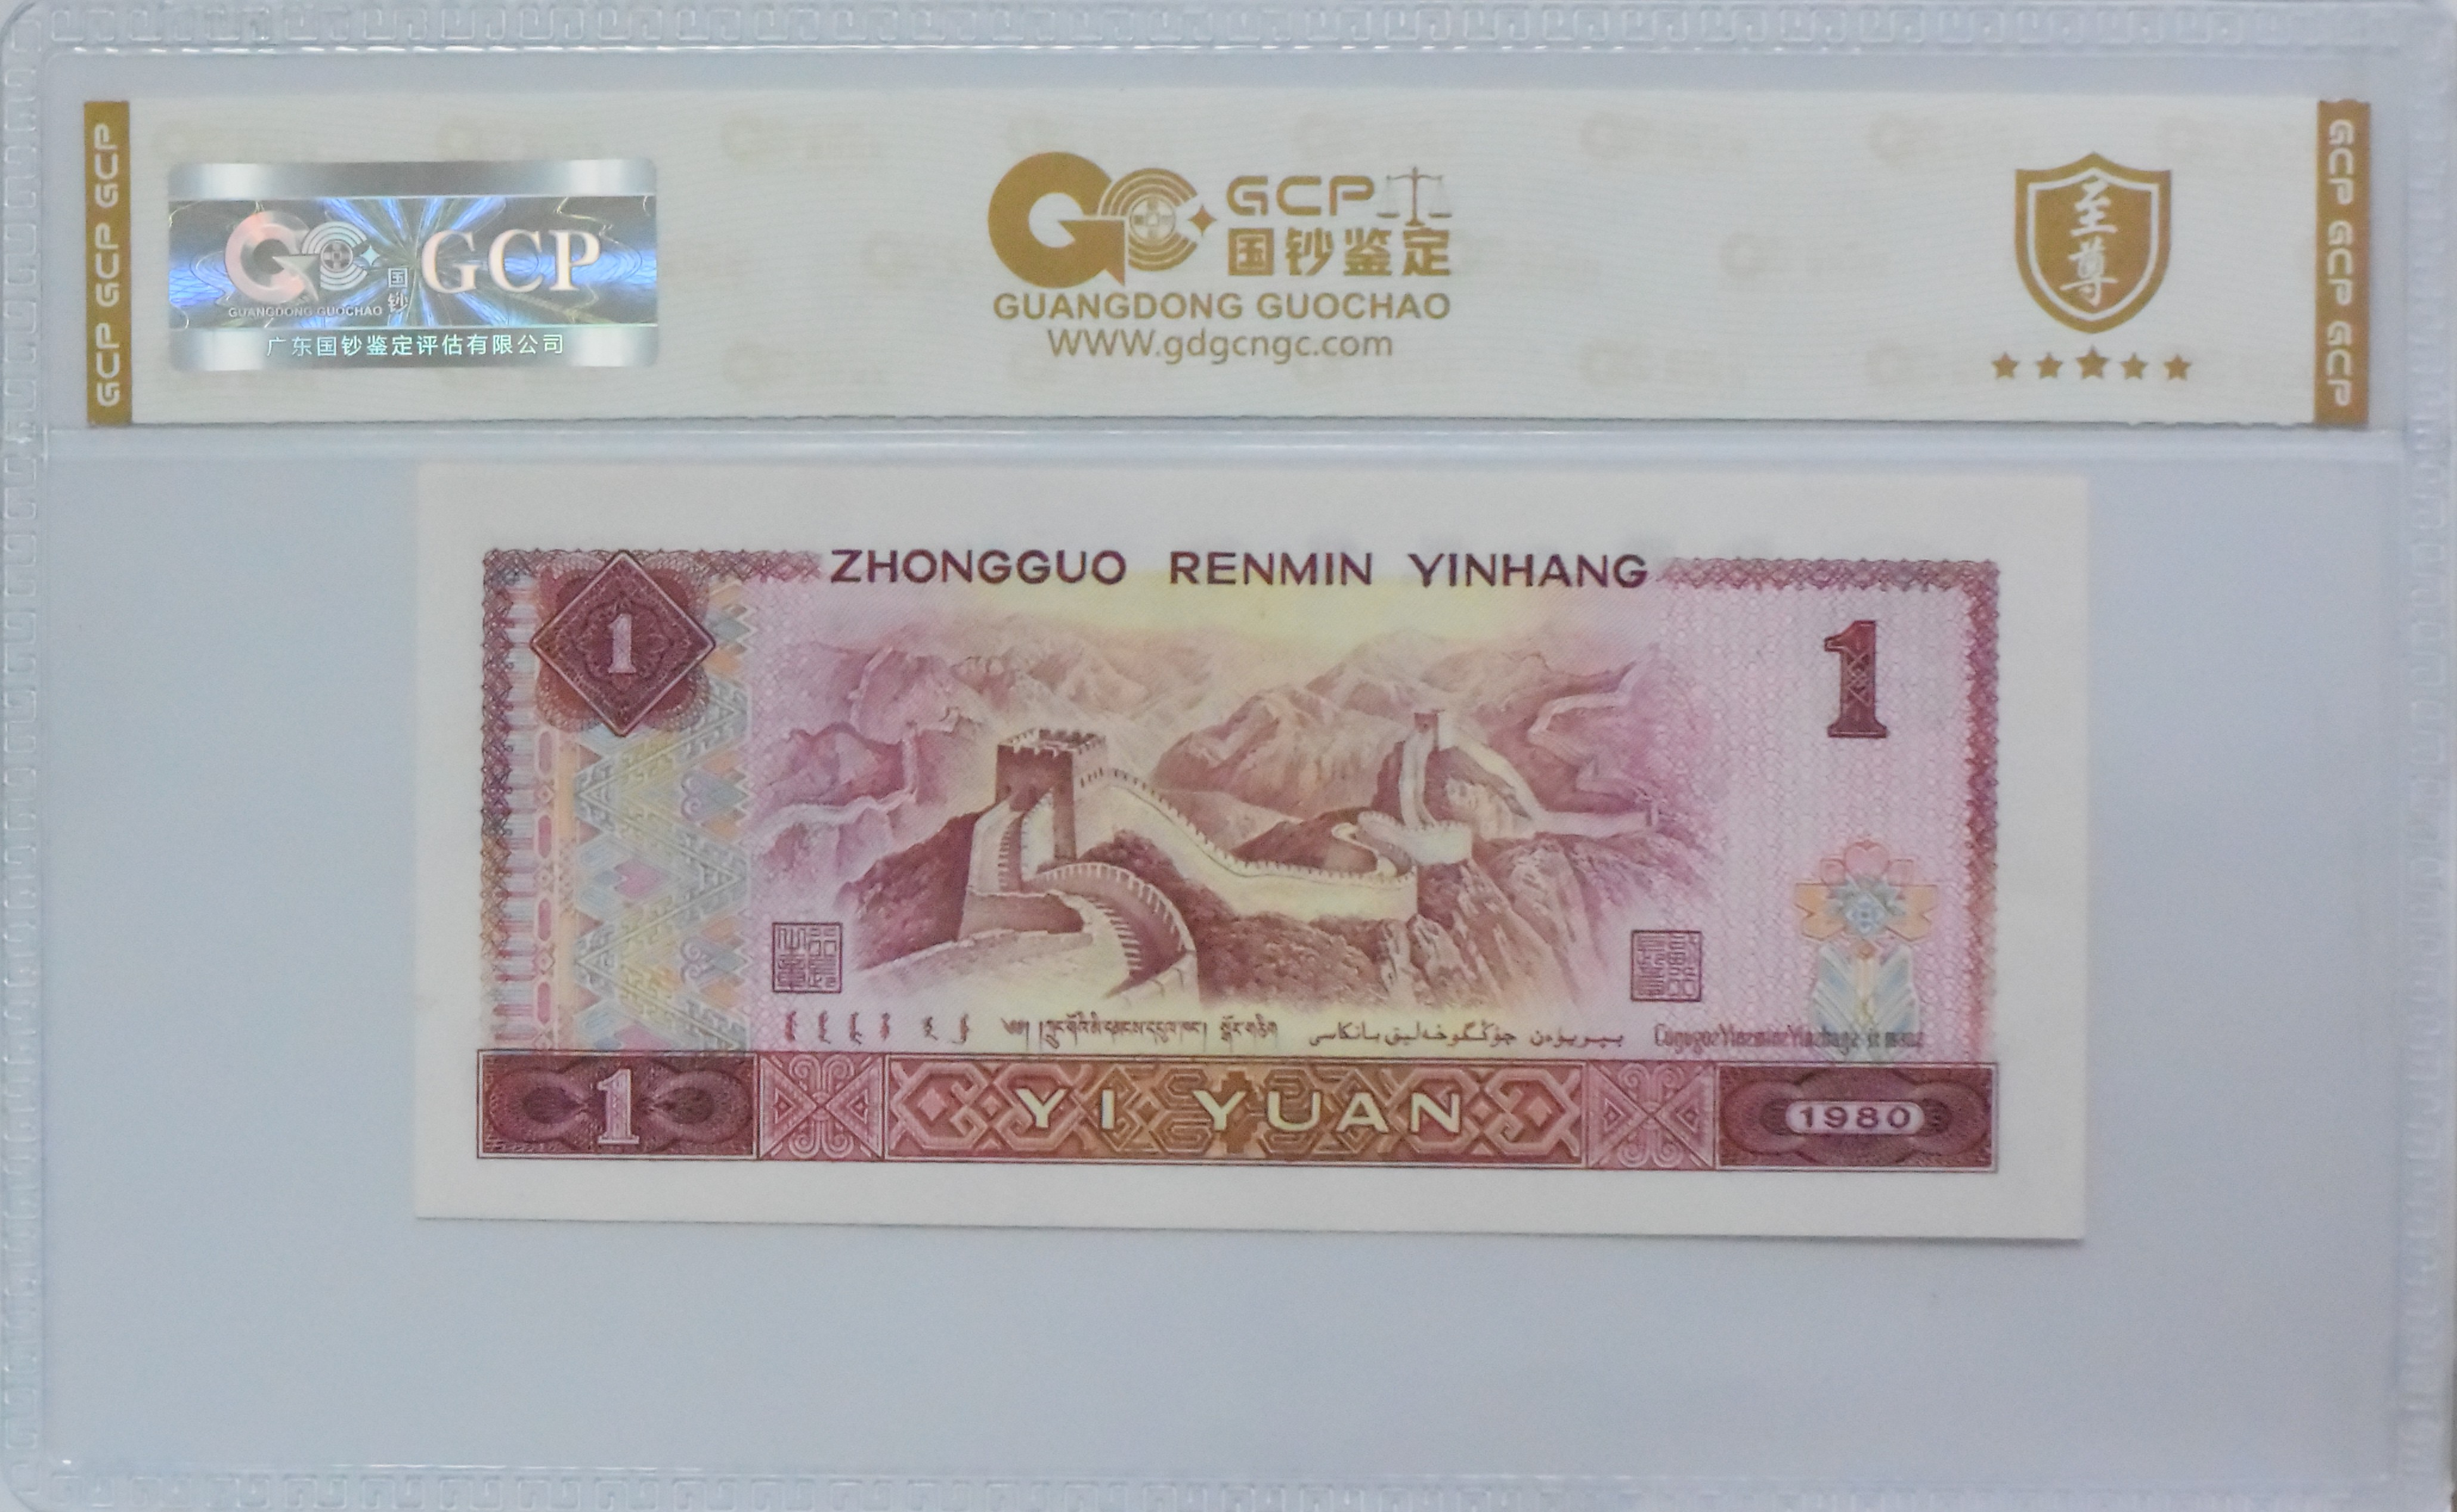 GCP GCP GCP
GCP
国钞
GUANGDONG GUOCHAO
广东国钞鉴定评估有限公司
GCP
国钞鉴定
GUANGDONG GUOCHAO
WWW.gdgcngc.com
至尊
GCP GCP GCP
ZHONGGUO RENMIN YINHANG
1
1
1
YI YUAN
1980